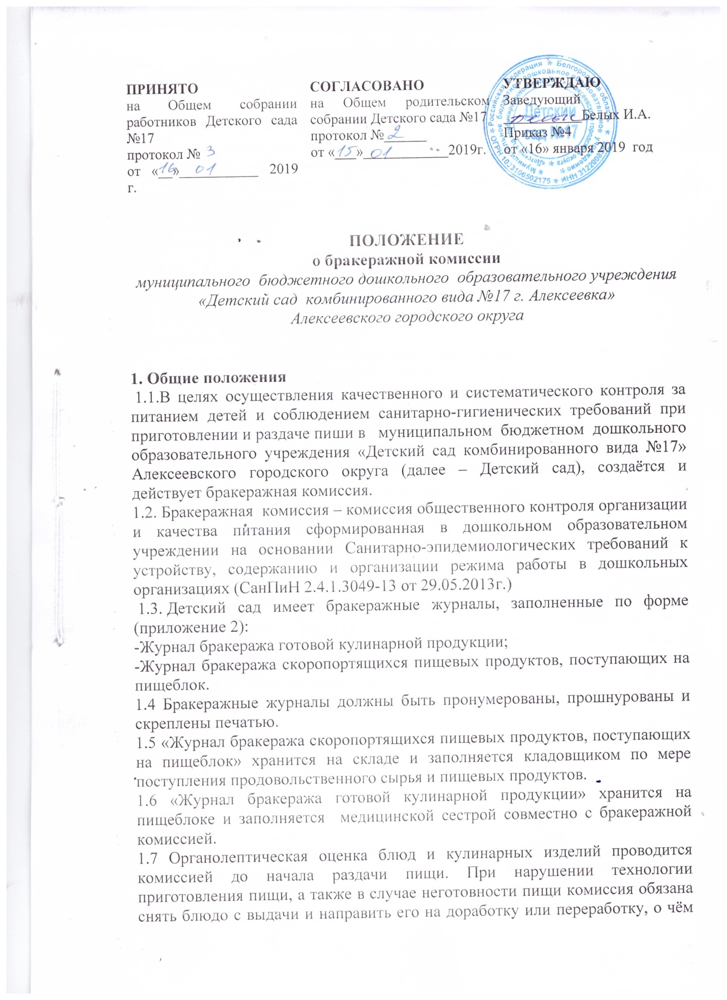 ПРИНЯТО
на Общем собрании
работников Детского сада
№17
протокол № 3
от «16» 01 2019
г.
СОГЛАСОВАНО
на Общем родительском
собрании Детского сада №17
протокол № 2
от «15» 01 2019г.
УТВЕРЖДАЮ
Заведующий
Белых И.А.
Приказ №4
от «16» января 2019 год
Российская Федерация * Белгородская область
Детский
сад №17
ПОЛОЖЕНИЕ
о бракеражной комиссии
муниципального бюджетного дошкольного образовательного учреждения
«Детский сад комбинированного вида №17 г. Алексеевка»
Алексеевского городского округа
1. Общие положения
1.1.В целях осуществления качественного и систематического контроля за
питанием детей и соблюдением санитарно-гигиенических требований при
приготовлении и раздаче пиши в муниципальном бюджетном дошкольного
образовательного учреждения «Детский сад комбинированного вида №17»
Алексеевского городского округа (далее – Детский сад), создаётся и
действует бракеражная комиссия.
1.2. Бракеражная комиссия – комиссия общественного контроля организации
и качества питания сформированная в дошкольном образовательном
учреждении на основании Санитарно-эпидемиологических требований к
устройству, содержанию и организации режима работы в дошкольных
организациях (СанПиН 2.4.1.3049-13 от 29.05.2013г.)
1.3. Детский сад имеет бракеражные журналы, заполненные по форме
(приложение 2):
-Журнал бракеража готовой кулинарной продукции;
-Журнал бракеража скоропортящихся пищевых продуктов, поступающих на
пищеблок.
1.4 Бракеражные журналы должны быть пронумерованы, прошнурованы и
скреплены печатью.
1.5 «Журнал бракеража скоропортящихся пищевых продуктов, поступающих
на пищеблок» хранится на складе и заполняется кладовщиком по мере
поступления продовольственного сырья и пищевых продуктов.
1.6 «Журнал бракеража готовой кулинарной продукции» хранится на
пищеблоке и заполняется медицинской сестрой совместно с бракеражной
комиссией.
1.7 Органолептическая оценка блюд и кулинарных изделий проводится
комиссией до начала раздачи пищи. При нарушении технологии
приготовления пищи, а также в случае неготовности пищи комиссия обязана
снять блюдо с выдачи и направить его на доработку или переработку, о чём